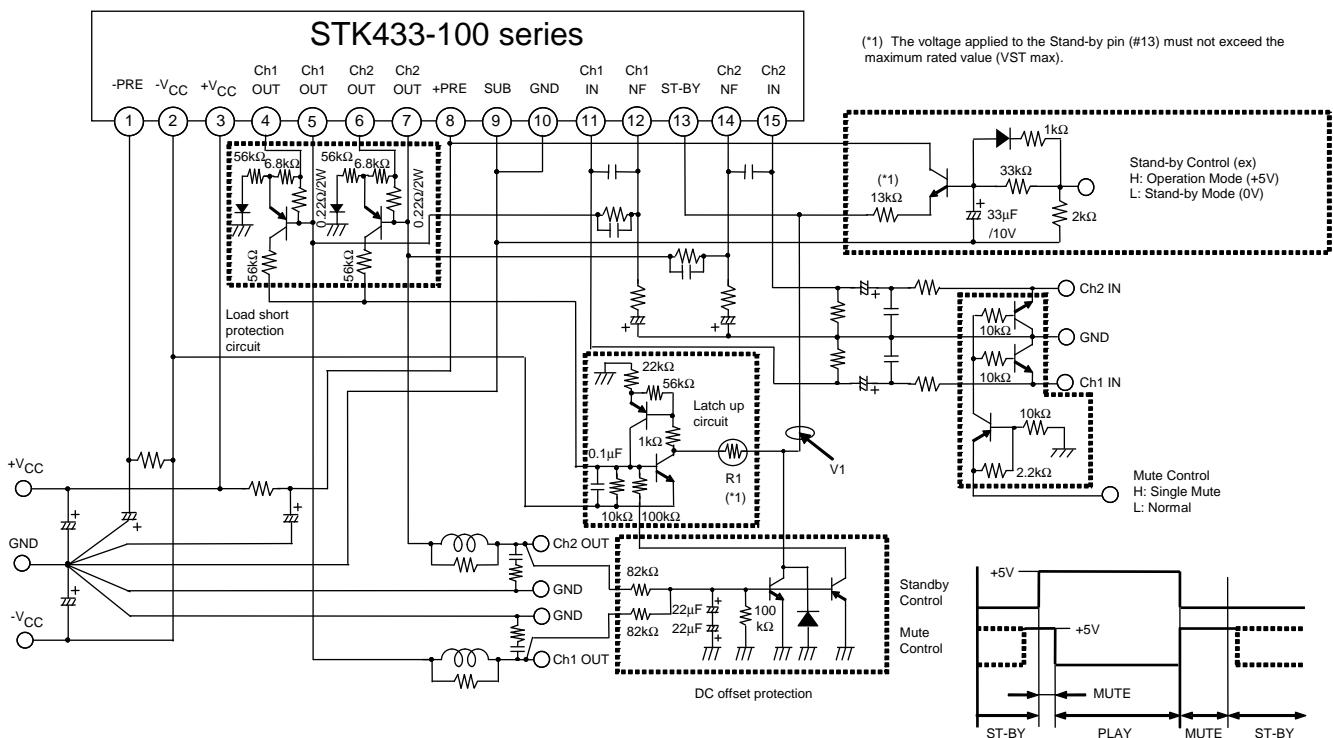 STK433-100 series
(*1) The voltage applied to the Stand-by pin (#13) must not exceed the
maximum rated value (VST max).
-PRE
-VCC
+VCC
Ch1
OUT
Ch1
OUT
Ch2
OUT
Ch2
OUT
+PRE
SUB
GND
Ch1
IN
Ch1
NF
ST-BY
Ch2
NF
Ch2
IN
1
2
3
4
5
6
7
8
9
10
11
12
13
14
15
56kΩ
6.8kΩ
0.22Ω/2W
56kΩ
56kΩ
6.8kΩ
0.22Ω/2W
56kΩ
Load short
protection
circuit
1kΩ
(*1)
13kΩ
33kΩ
33μF
/10V
2kΩ
Stand-by Control (ex)
H: Operation Mode (+5V)
L: Stand-by Mode (0V)
Ch2 IN
10kΩ
GND
10kΩ
Ch1 IN
10kΩ
2.2kΩ
Mute Control
H: Single Mute
L: Normal
22kΩ
56kΩ
Latch up
circuit
1kΩ
0.1μF
R1
(*1)
V1
10kΩ
100kΩ
+VCC
GND
-VCC
Ch2 OUT
GND
GND
Ch1 OUT
82kΩ
82kΩ
22μF
22μF
100
kΩ
DC offset protection
Standby
Control
+5V
Mute
Control
+5V
MUTE
ST-BY
PLAY
MUTE
ST-BY